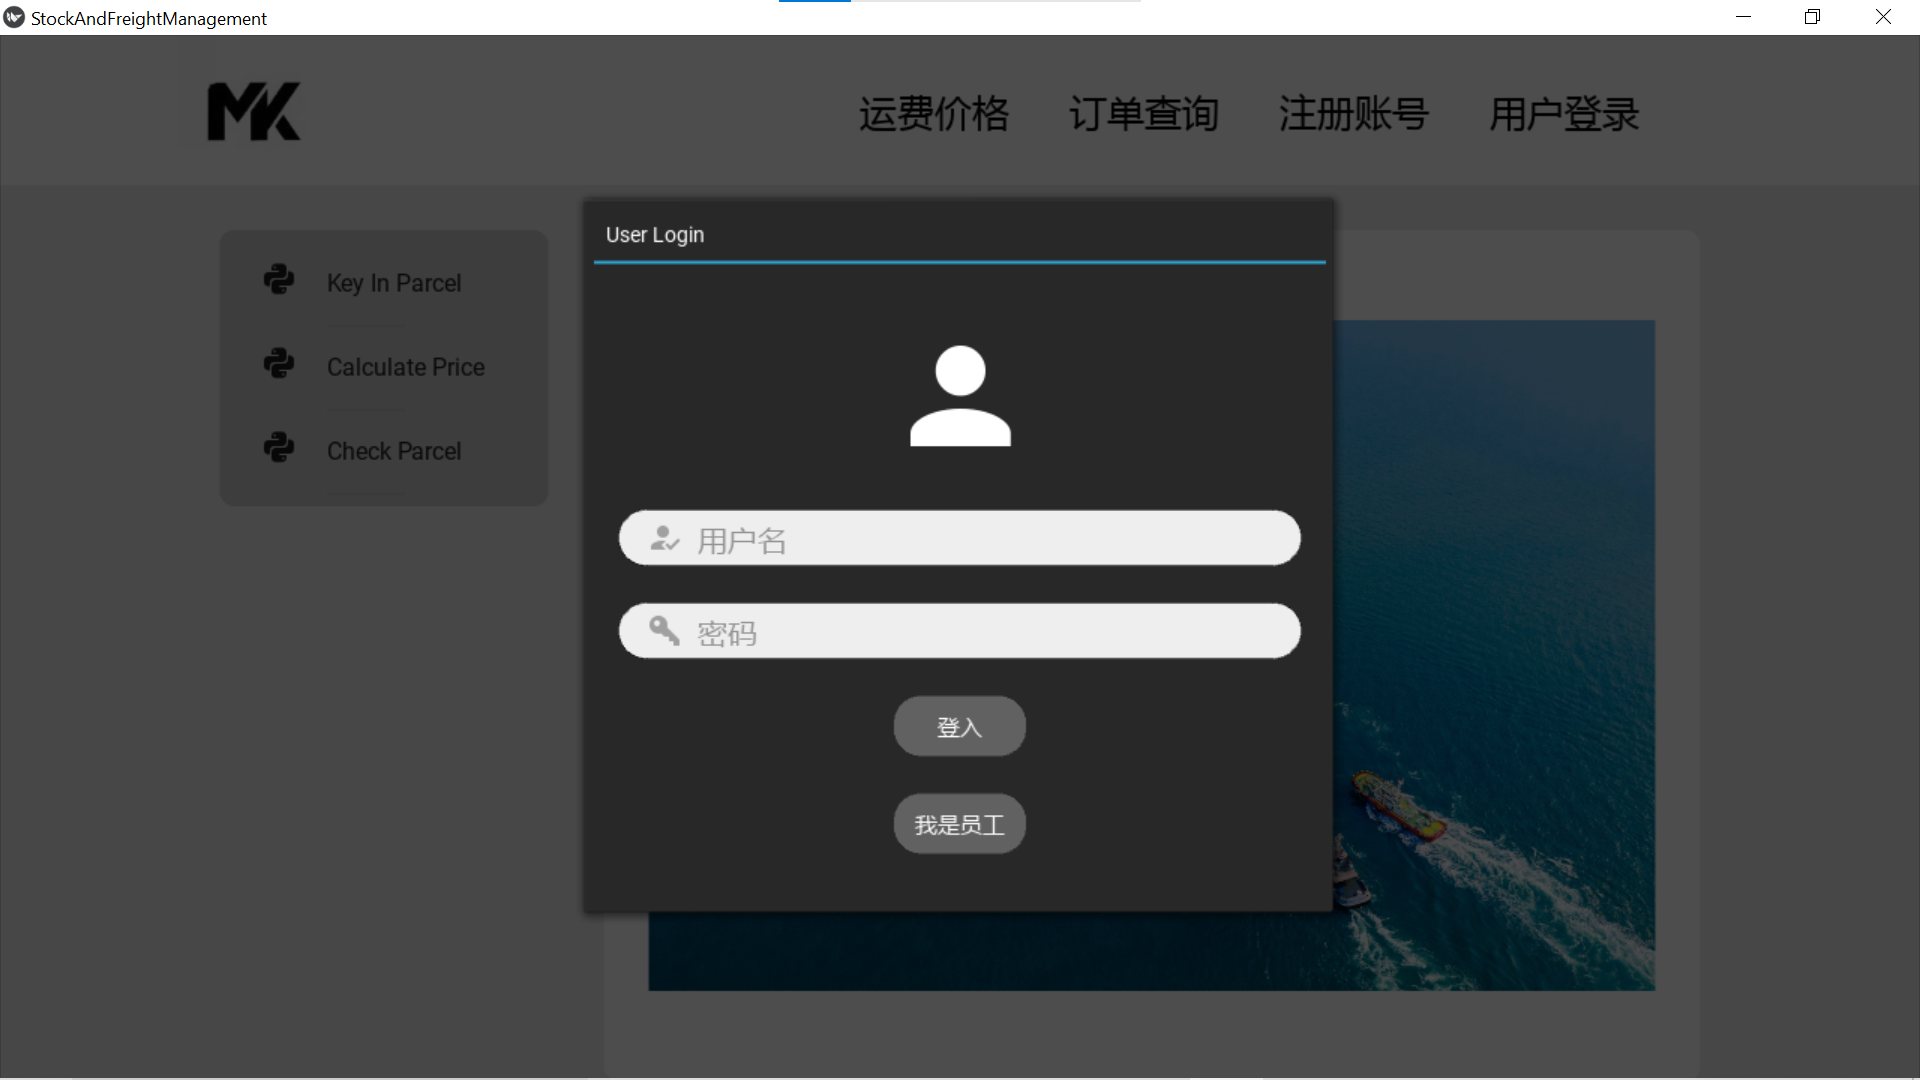 StockAndFreightManagement
MK
运费价格 订单查询 注册账号 用户登录
Key In Parcel
Calculate Price
Check Parcel
User Login
用户名
密码
登入
我是员工